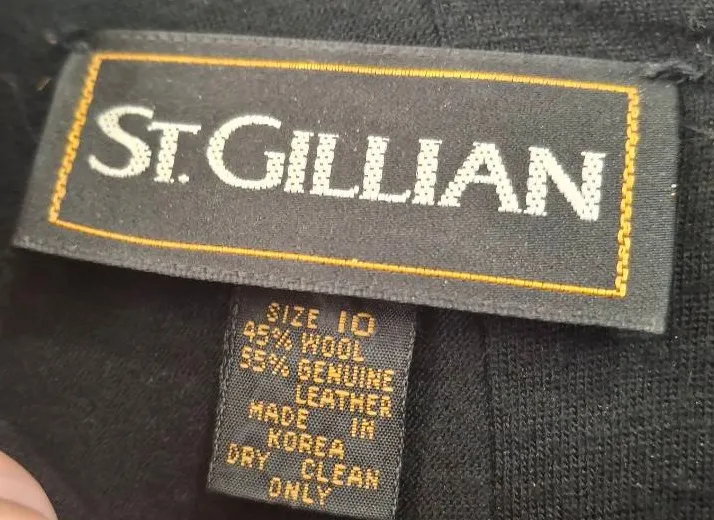 ST. GILLIAN
SIZE 10
45% WOOL
55% GENUINE
LEATHER
MADE IN
KOREA
DRY CLEAN
ONLY